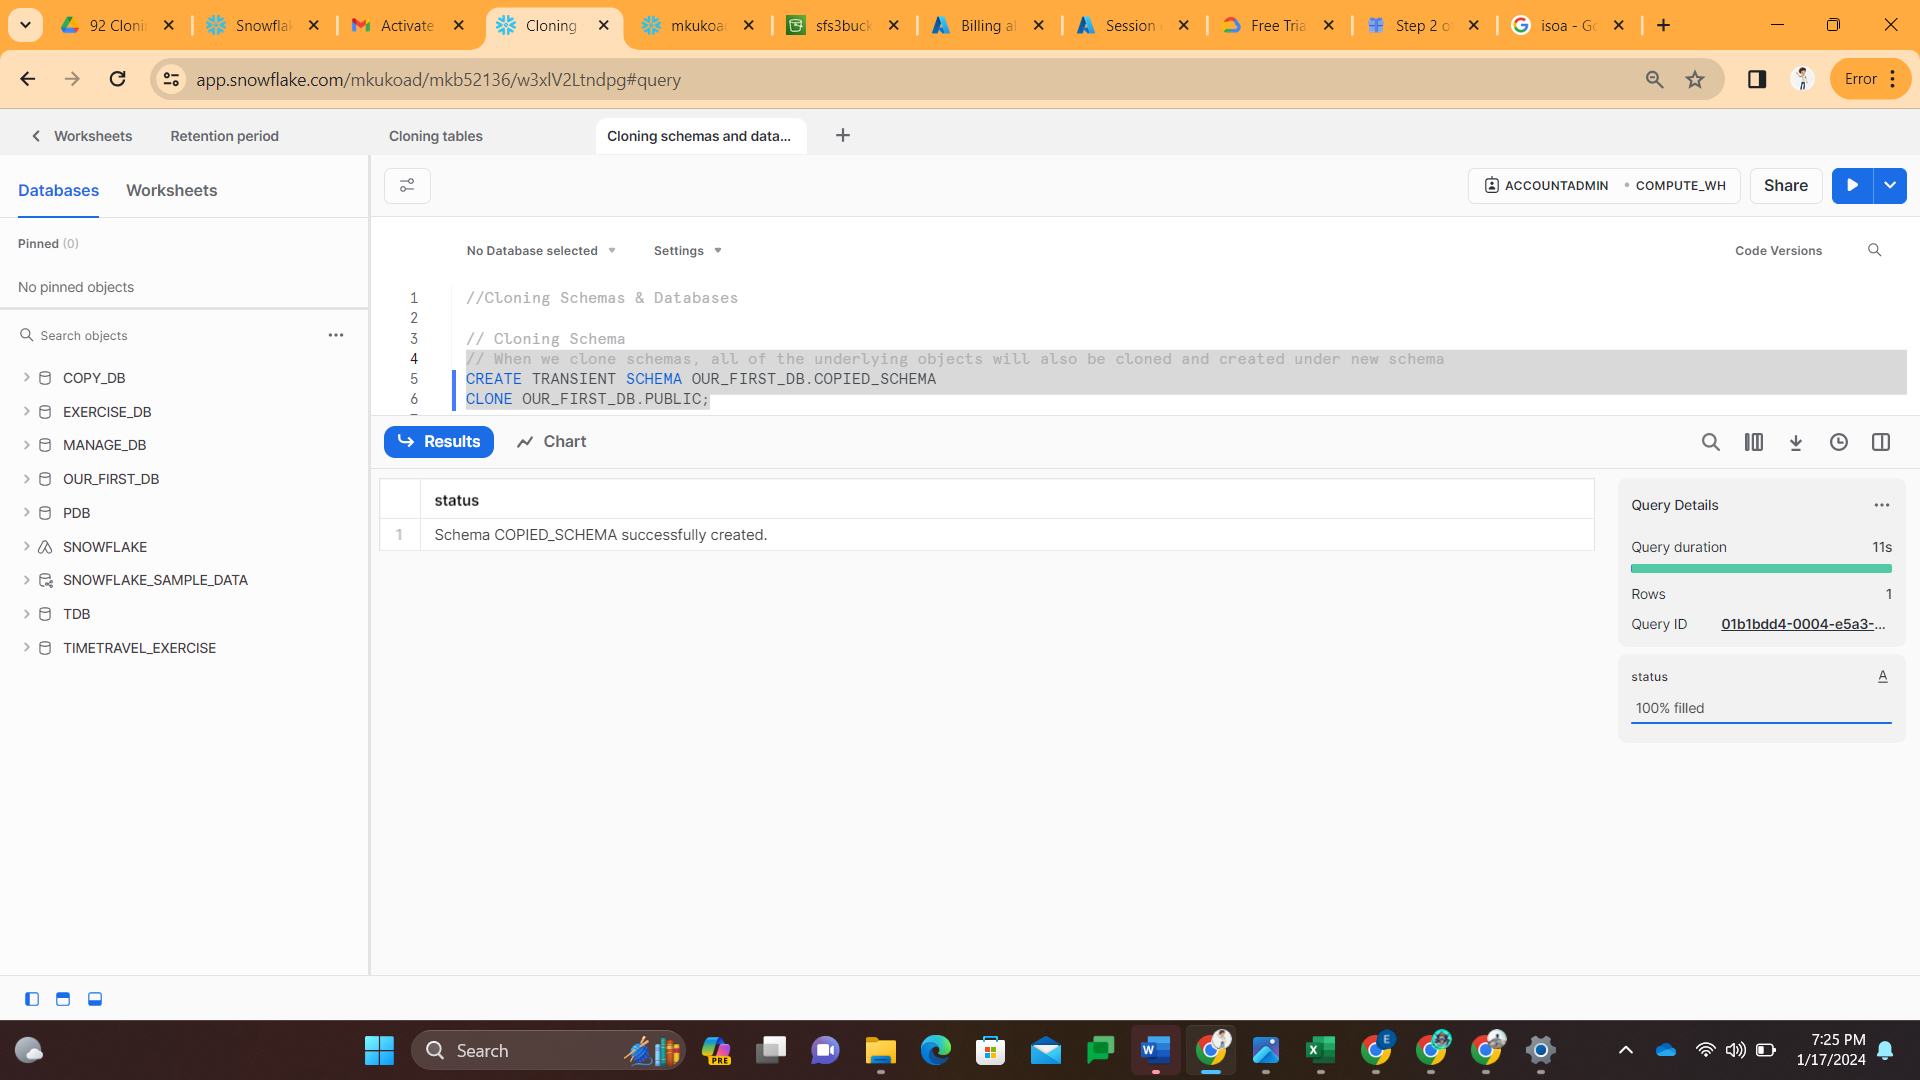 92 Cloni
Snowflak
Activate
Cloning
mkukoad
sfs3buck
Billing al
Session
Free Tria
Step 2 o
isoa - Go
app.snowflake.com/mkukoad/mkb52136/w3xlV2Ltndpg#query
Error
Worksheets
Retention period
Cloning tables
Cloning schemas and data...
Databases
Worksheets
ACCOUNTADMIN
COMPUTE_WH
Share
Pinned (0)
No pinned objects
Search objects
COPY_DB
EXERCISE_DB
MANAGE_DB
OUR_FIRST_DB
PDB
SNOWFLAKE
SNOWFLAKE_SAMPLE_DATA
TDB
TIMETRAVEL_EXERCISE
No Database selected
Settings
Code Versions
1 //Cloning Schemas & Databases
2
3 // Cloning Schema
4 // When we clone schemas, all of the underlying objects will also be cloned and created under new schema
5 CREATE TRANSIENT SCHEMA OUR_FIRST_DB.COPIED_SCHEMA
6 CLONE OUR_FIRST_DB.PUBLIC;
Results
Chart
status
1 Schema COPIED_SCHEMA successfully created.
Query Details
Query duration 11s
Rows 1
Query ID 01b1bdd4-0004-e5a3-...
status A
100% filled
Search
PRE
E
7:25 PM
1/17/2024